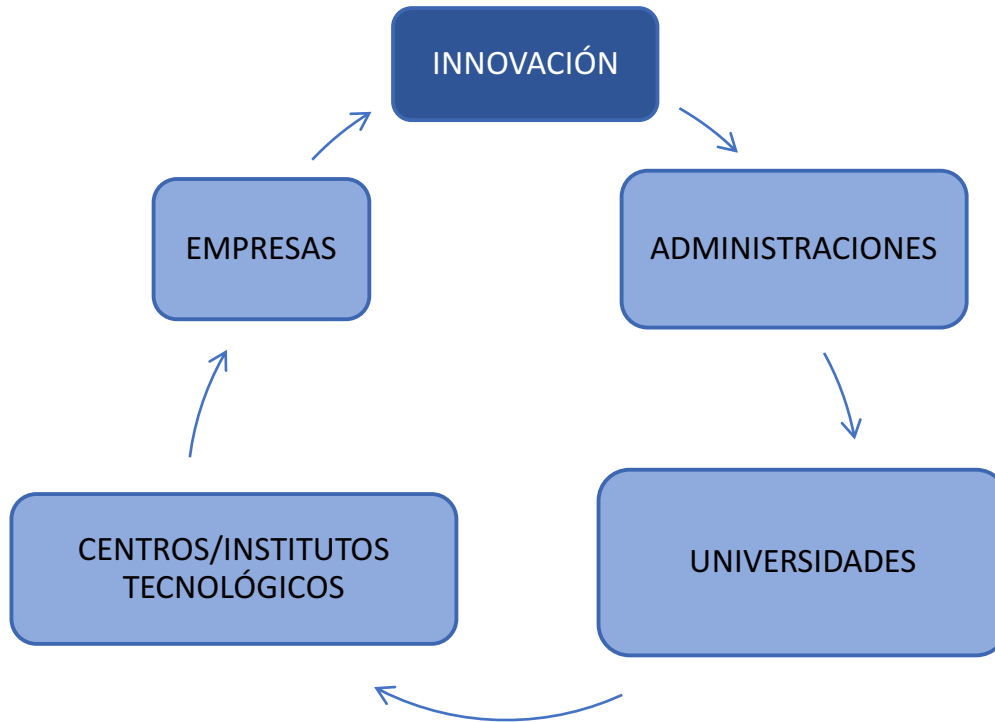 INNOVACIÓN
EMPRESAS
ADMINISTRACIONES
CENTROS/INSTITUTOS
TECNOLÓGICOS
UNIVERSIDADES